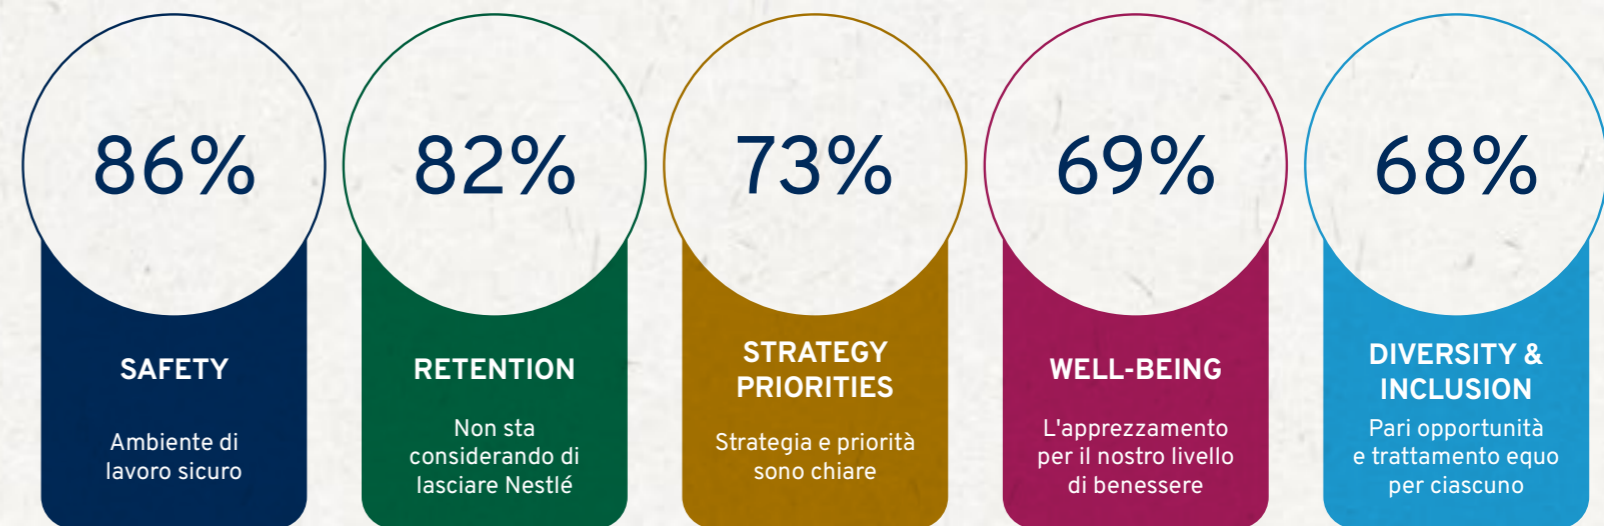 86%
SAFETY
Ambiente di
lavoro sicuro
82%
RETENTION
Non sta
considerando di
lasciare Nestlé
73%
STRATEGY
PRIORITIES
Strategia e priorità
sono chiare
69%
WELL-BEING
L'apprezzamento
per il nostro livello
di benessere
68%
DIVERSITY &
INCLUSION
Pari opportunità
e trattamento equo
per ciascuno